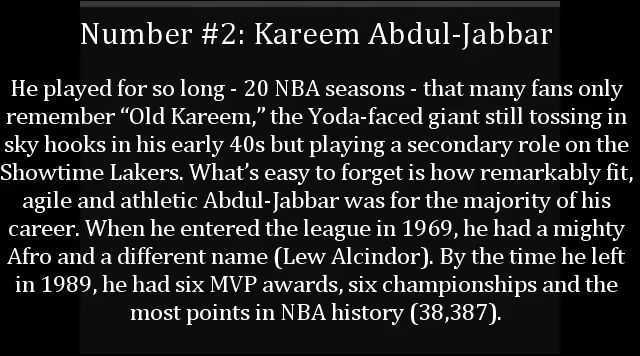 Number #2: Kareem Abdul-Jabbar
He played for so long - 20 NBA seasons - that many fans only
remember “Old Kareem,” the Yoda-faced giant still tossing in
sky hooks in his early 40s but playing a secondary role on the
Showtime Lakers. What’s easy to forget is how remarkably fit,
agile and athletic Abdul-Jabbar was for the majority of his
career. When he entered the league in 1969, he had a mighty
Afro and a different name (Lew Alcindor). By the time he left
in 1989, he had six MVP awards, six championships and the
most points in NBA history (38,387).